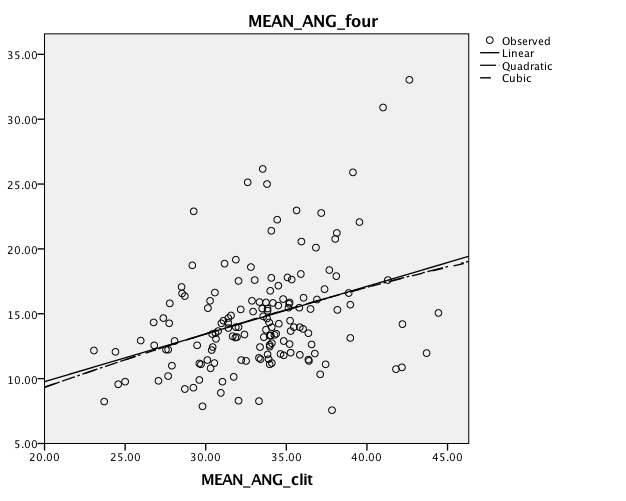 MEAN_ANG_four
Observed
Linear
Quadratic
Cubic
35.00
30.00
25.00
20.00
15.00
10.00
5.00
20.00 25.00 30.00 35.00 40.00 45.00
MEAN_ANG_clit